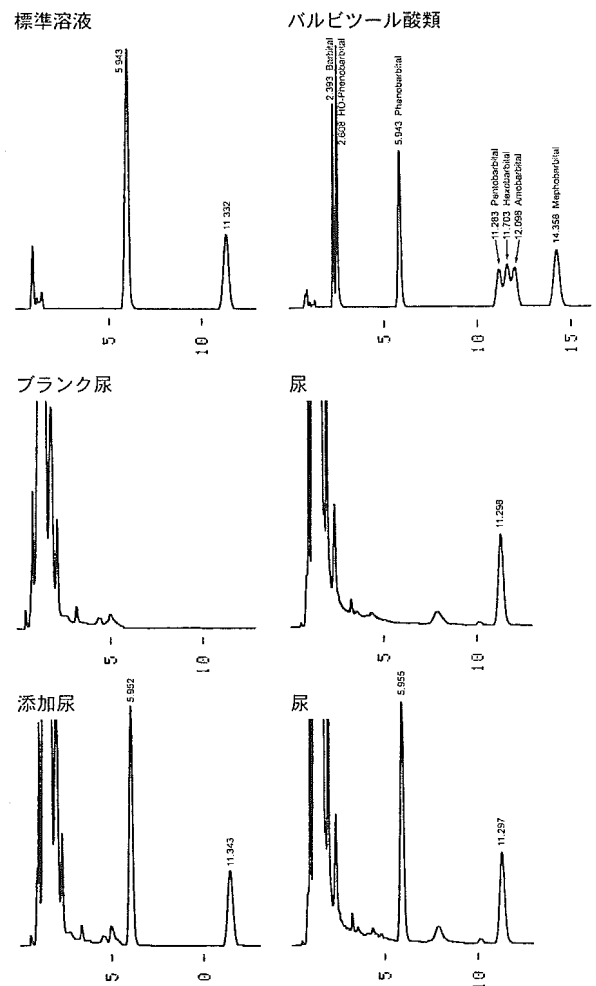 標準溶液
5.943
11.332
5
10
バルビツール酸類
2.393 Barbital
2.608 HO-Phenobarbital
5.943 Phenobarbital
11.283 Pentobarbital
11.703 Hexobarbital
12.098 Amobarbital
14.358 Mephobarbital
5
10
15
ブランク尿
5
10
尿
11.298
5
10
添加尿
5.952
11.343
5
0
尿
5.955
11.297
5
10